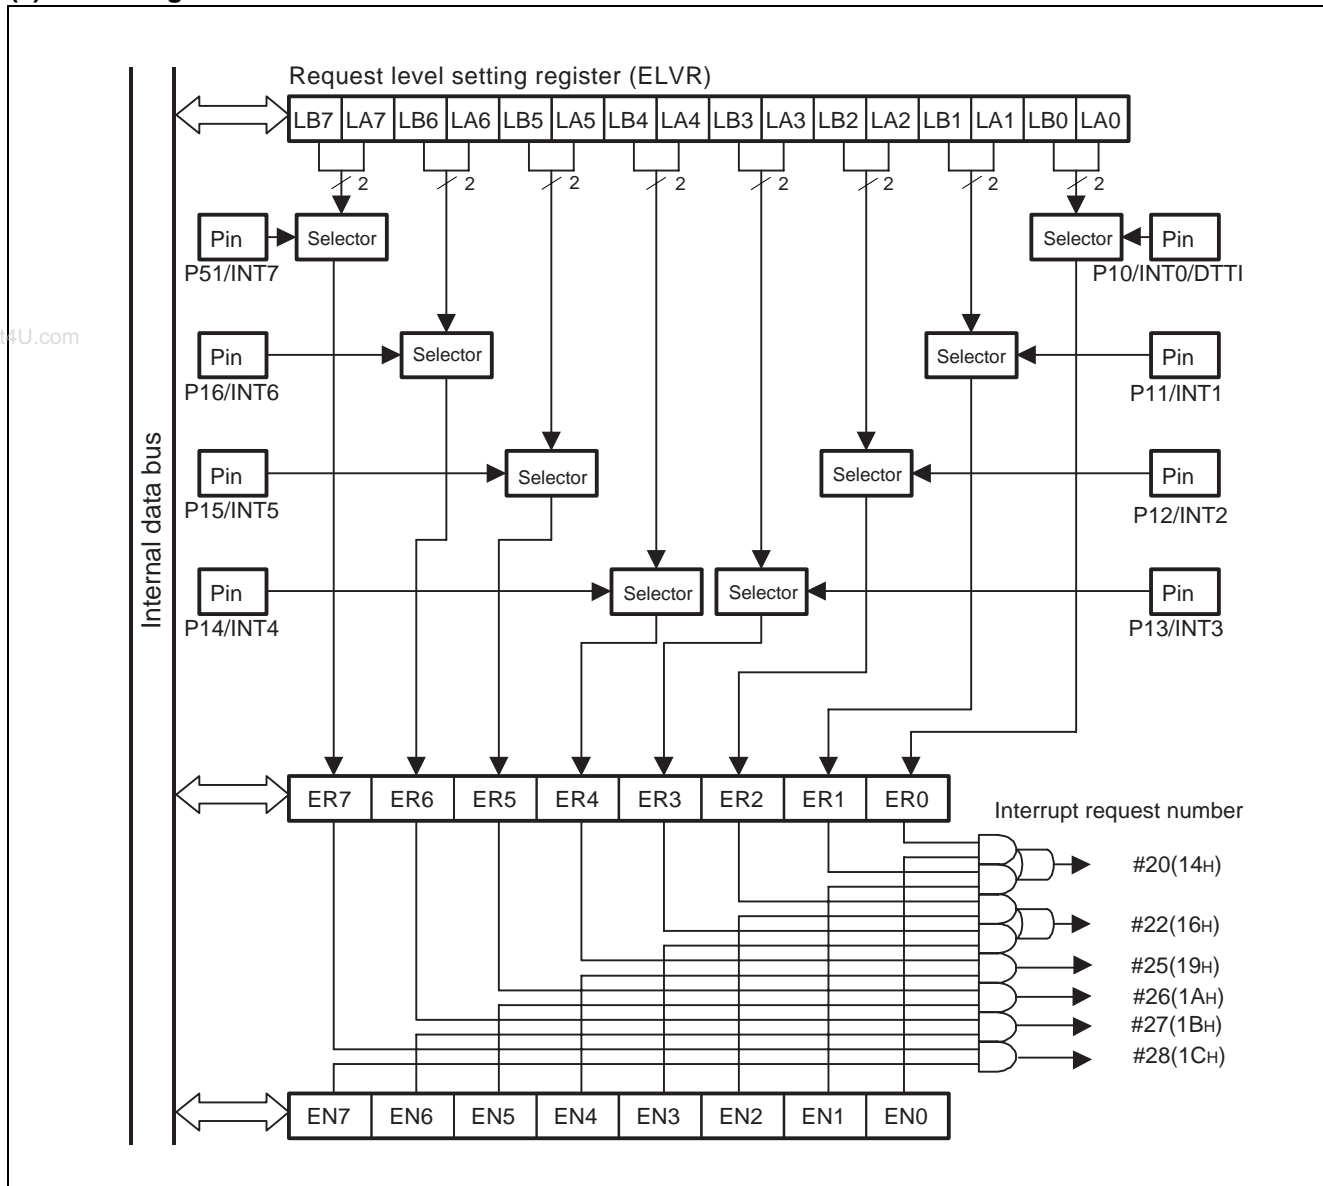 Request level setting register (ELVR)
LB7 LA7 LB6 LA6 LB5 LA5 LB4 LA4 LB3 LA3 LB2 LA2 LB1 LA1 LB0 LA0
2 2 2 2 2 2 2 2
Pin Selector Selector Pin
P51/INT7 P10/INT0/DTTI
t4U.com
Pin Selector Selector Pin
P16/INT6 P11/INT1
Internal data bus
Pin Selector Selector Pin
P15/INT5 P12/INT2
Pin Selector Selector Pin
P14/INT4 P13/INT3
ER7 ER6 ER5 ER4 ER3 ER2 ER1 ER0
Interrupt request number
#20(14H)
#22(16H)
#25(19H)
#26(1AH)
#27(1BH)
#28(1CH)
EN7 EN6 EN5 EN4 EN3 EN2 EN1 EN0